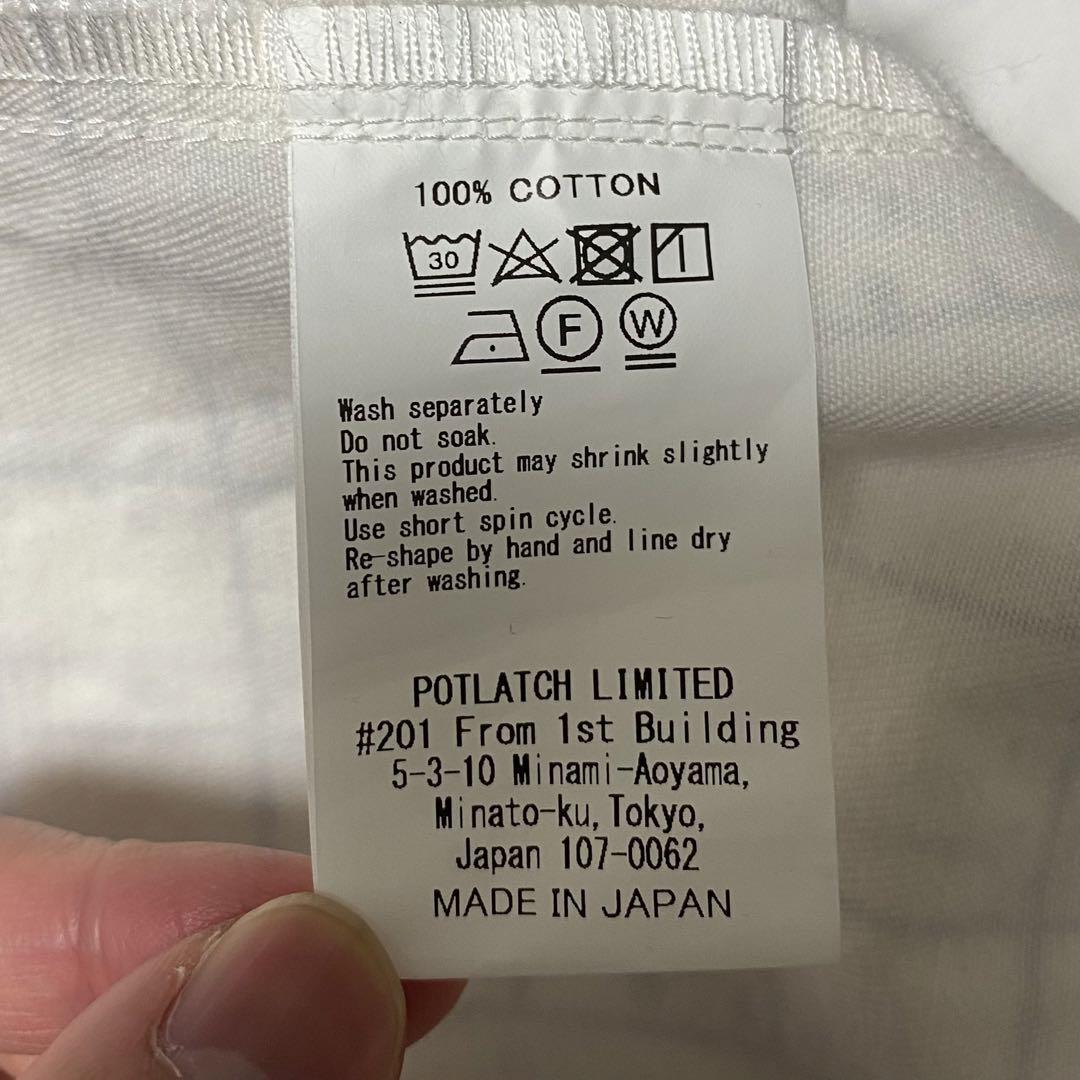 100% COTTON
30
F W
Wash separately
Do not soak.
This product may shrink slightly
when washed.
Use short spin cycle.
Re-shape by hand and line dry
after washing.
POTLATCH LIMITED
#201 From 1st Building
5-3-10 Minami-Aoyama,
Minato-ku, Tokyo,
Japan 107-0062
MADE IN JAPAN